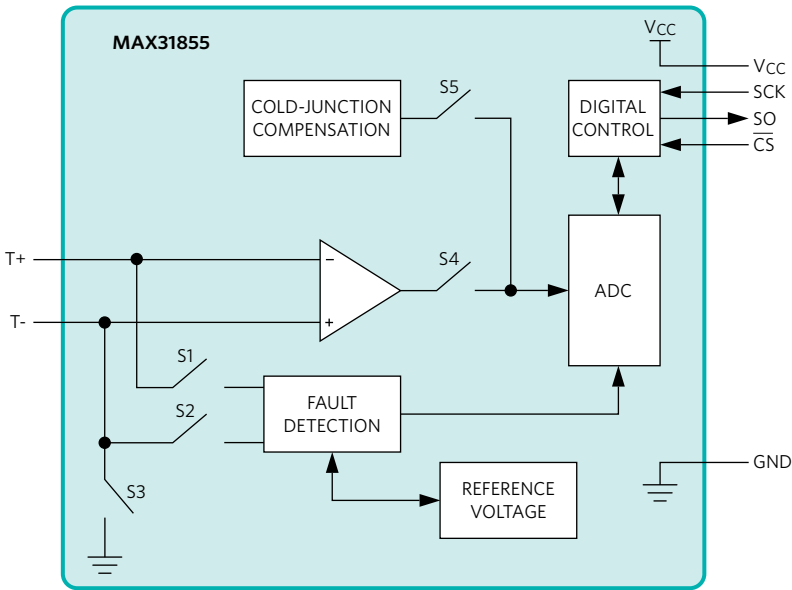 MAX31855
VCC
VCC
S5
SCK
COLD-JUNCTION
COMPENSATION
DIGITAL
CONTROL
SO
CS
T+
−
S4
ADC
T-
+
S1
S2
FAULT
DETECTION
GND
S3
REFERENCE
VOLTAGE